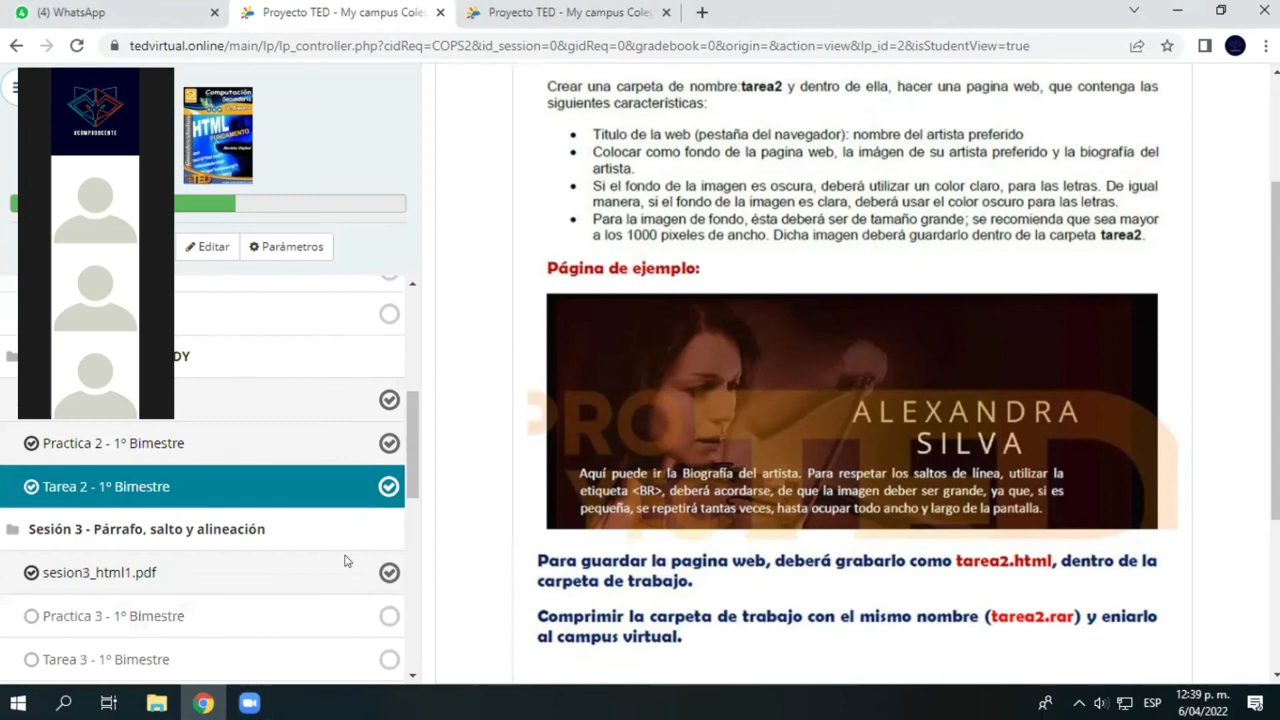 (4) WhatsApp
Proyecto TED - My campus Cole
Proyecto TED - My campus Cole
tedvirtual.online/main/lp/lp_controller.php?cidReq=COPS2&id_session=0&gidReq=0&gradebook=0&origin=&action=view&lp_id=2&isStudentView=true
#COMPUDOCENTE
Computación
HTML
FUNDAMENTO
TED
Editar
Parámetros
DY
Practica 2 - 1º Bimestre
Tarea 2 - 1º Bimestre
Sesión 3 - Párrafo, salto y alineación
sesion3_html1.pdf
Practica 3 - 1º Bimestre
Tarea 3 - 1º Bimestre
Crear una carpeta de nombre:tarea2 y dentro de ella, hacer una pagina web, que contenga las
siguientes características:
• Titulo de la web (pestaña del navegador): nombre del artista preferido
• Colocar como fondo de la pagina web, la imágen de su artista preferido y la biografía del
artista.
• Si el fondo de la imagen es oscura, deberá utilizar un color claro, para las letras. De igual
manera, si el fondo de la imagen es clara, deberá usar el color oscuro para las letras.
• Para la imagen de fondo, ésta deberá ser de tamaño grande; se recomienda que sea mayor
a los 1000 pixeles de ancho. Dicha imagen deberá guardarlo dentro de la carpeta tarea2.
Página de ejemplo:
ALEXANDRA
SILVA
Aquí puede ir la Biografía del artista. Para respetar los saltos de línea, utilizar la
etiqueta <BR>, deberá acordarse, de que la imagen deber ser grande, ya que, si es
pequeña, se repetirá tantas veces, hasta ocupar todo ancho y largo de la pantalla.
Para guardar la pagina web, deberá grabarlo como tarea2.html, dentro de la
carpeta de trabajo.
Comprimir la carpeta de trabajo con el mismo nombre (tarea2.rar) y eniarlo
al campus virtual.
ESP
12:39 p. m.
6/04/2022